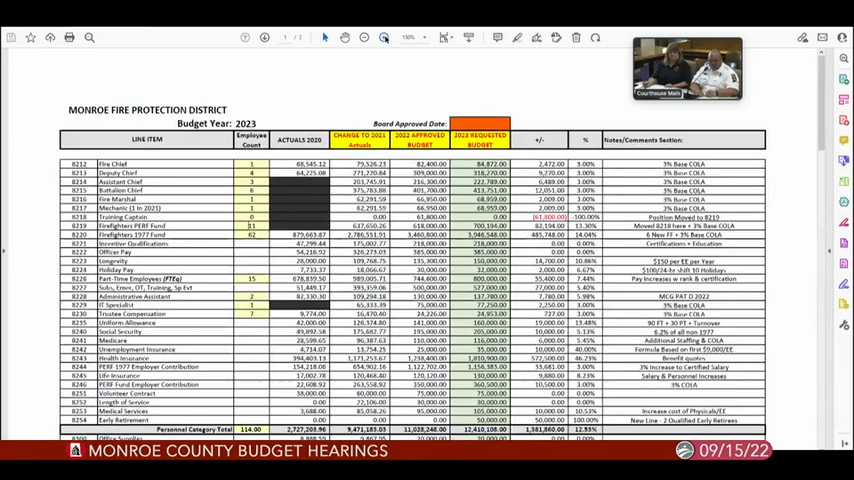 1 / 2
150%
Courthouse Main
MONROE FIRE PROTECTION DISTRICT
Budget Year: 2023 Board Approved Date:
LINE ITEM Employee Count ACTUALS 2020 CHANGE TO 2021 Actuals 2022 APPROVED BUDGET 2023 REQUESTED BUDGET +/- % Notes/Comments Section:
8212 Fire Chief 1 68,545.12 79,526.23 82,400.00 84,872.00 2,472.00 3.00% 3% Base COLA
8213 Deputy Chief 4 64,225.08 271,220.84 309,000.00 318,270.00 9,270.00 3.00% 3% Base COLA
8214 Assistant Chief 3 203,745.91 216,300.00 222,789.00 6,489.00 3.00% 3% Base COLA
8215 Battalion Chief 6 375,783.88 401,700.00 413,751.00 12,051.00 3.00% 3% Base COLA
8216 Fire Marshal 1 62,291.59 66,950.00 68,959.00 2,009.00 3.00% 3% Base COLA
8217 Mechanic (1 in 2021) 1 62,291.59 66,950.00 68,959.00 2,009.00 3.00% 3% Base COLA
8218 Training Captain 0 0.00 61,800.00 0.00 (61,800.00) -100.00% Position Moved to 8219
8219 Firefighters PERF Fund 11 637,650.26 618,000.00 700,194.00 82,194.00 13.30% Moved 8218 here + 3% Base COLA
8220 Firefighters 1977 Fund 62 879,663.87 2,786,551.91 3,460,800.00 3,946,548.00 485,748.00 14.04% 6 New FF + 3% Base COLA
8221 Incentive Qualifications 47,299.44 175,002.77 218,000.00 218,000.00 0.00 0.00% Certifications + Education
8222 Officer Pay 54,216.92 326,273.03 385,000.00 385,000.00 0.00 0.00%
8223 Longevity 28,000.00 109,768.75 135,300.00 150,000.00 14,700.00 10.86% $150 per EE per Year
8224 Holiday Pay 7,733.37 18,066.67 30,000.00 32,000.00 2,000.00 6.67% $100/24-hr shift 10 Holidays
8226 Part-Time Employees (FTEq) 15 678,850.50 989,005.71 725,000.00 775,000.00 50,000.00 6.90% Pay Increases w rank & certification
8227 Subs, Emer, OT, Training, Sp Evt 51,449.17 393,359.06 500,000.00 527,000.00 27,000.00 5.40%
8228 Administrative Assistant 2 82,330.30 109,294.18 130,000.00 137,780.00 7,780.00 5.98% MCG PAT D 2022
8229 IT Specialist 1 65,333.39 75,000.00 77,250.00 2,250.00 3.00% 3% Base COLA
8230 Trustee Compensation 7 9,774.00 16,470.40 24,226.00 24,953.00 727.00 3.00% 3% Base COLA
8235 Uniform Allowance 42,000.00 126,374.80 141,000.00 160,000.00 19,000.00 13.48% 90 FT + 30 PT + Turnover
8240 Social Security 49,892.58 175,682.77 195,000.00 205,000.00 10,000.00 5.13% 6.2% of all non 1977
8241 Medicare 28,599.65 96,387.63 110,000.00 116,000.00 6,000.00 5.45% Additional Staffing & COLA
8242 Unemployment Insurance 4,714.07 13,754.25 25,000.00 35,000.00 10,000.00 40.00% Formula Based on first $9,000/EE
8243 Health Insurance 394,403.13 1,171,253.67 1,238,400.00 1,810,900.00 572,500.00 46.23% Benefit quotes
8244 PERF 1977 Employer Contribution 154,218.06 654,902.16 1,122,702.00 1,156,383.00 33,681.00 3.00% 3% Increase to Certified Salary
8245 Life Insurance 17,002.78 120,468.40 120,120.00 130,000.00 9,880.00 8.23% Salary & Personnel Increases
8246 PERF Fund Employer Contribution 22,608.92 263,558.92 350,000.00 360,500.00 10,500.00 3.00% 3% COLA
8251 Volunteer Contract 38,000.00 60,000.00 75,000.00 75,000.00 0.00 0.00%
8252 Length of Service 0.00 27,106.00 30,000.00 30,000.00 0.00 0.00%
8253 Medical Services 3,688.00 85,058.26 95,000.00 105,000.00 10,000.00 10.53% Increase cost of Physicals/EE
8254 Early Retirement 0.00 0.00 50,000.00 50,000.00 100.00% New Line - 2 Qualified Early Retirees
Personnel Category Total 114.00 2,727,203.96 9,471,183.03 11,028,248.00 12,410,108.00 1,381,860.00 12.53%
8300 Office Supplies
MONROE COUNTY BUDGET HEARINGS 09/15/22